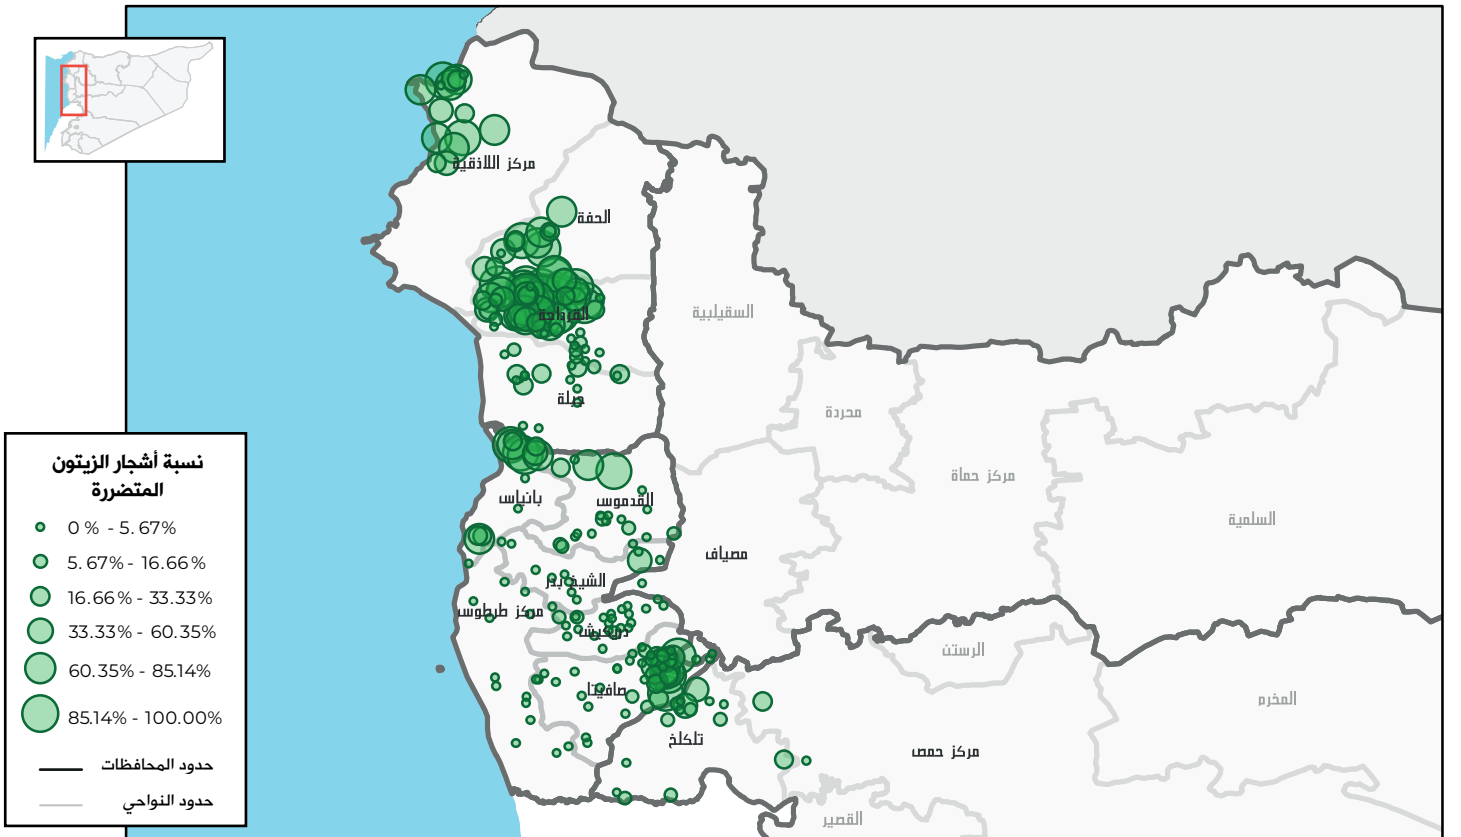 مركز اللاذقية
الحفة
السقيلبية
القرداحة
محردة
جبلة
مركز حماة
السلمية
بانياس
القدموس
مصياف
الشيخ بدر
مركز طرطوس
دريكيش
الرستن
صافيتا
المخرم
تلكلخ
مركز حمص
القصير
نسبة أشجار الزيتون
المتضررة
0 % - 5.67%
5.67% - 16.66%
16.66% - 33.33%
33.33% - 60.35%
60.35% - 85.14%
85.14% - 100.00%
حدود المحافظات
حدود النواحي